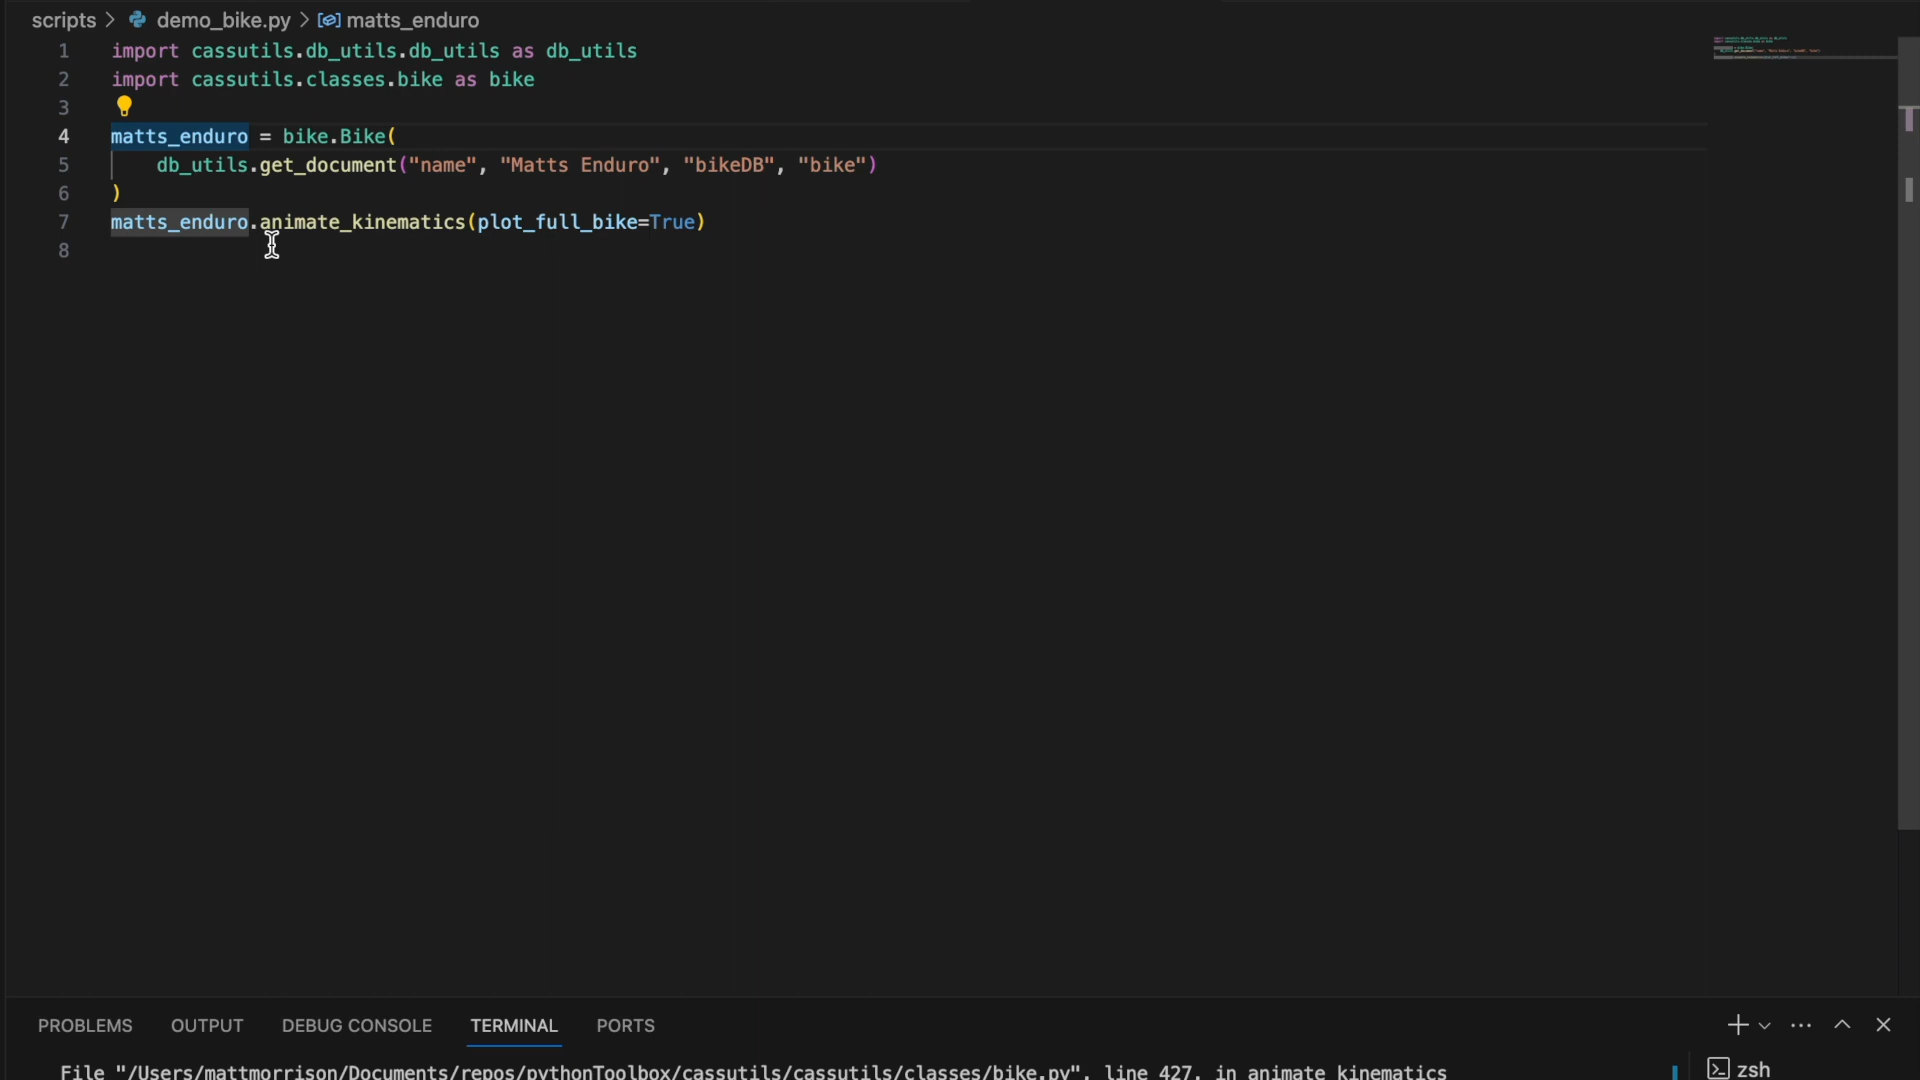 scripts > demo_bike.py > matts_enduro
1 import cassutils.db_utils.db_utils as db_utils
2 import cassutils.classes.bike as bike
3
4 matts_enduro = bike.Bike(
5 db_utils.get_document("name", "Matts Enduro", "bikeDB", "bike")
6 )
7 matts_enduro.animate_kinematics(plot_full_bike=True)
8
PROBLEMS OUTPUT DEBUG CONSOLE TERMINAL PORTS
File "/Users/mattmorrison/Documents/repos/pythonToolbox/cassutils/cassutils/classes/bike.py", line 427, in animate_kinematics
zsh